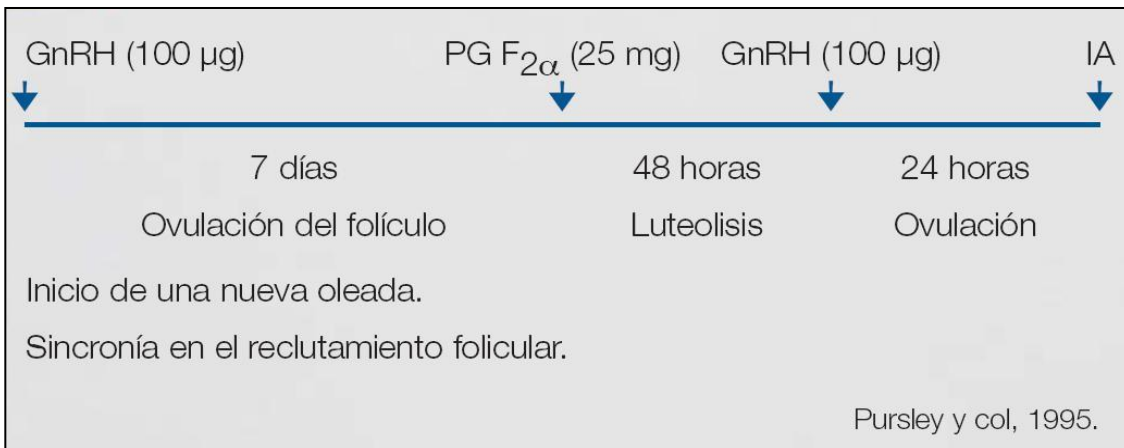 GnRH (100 µg) PG F2α (25 mg) GnRH (100 µg) IA
7 días 48 horas 24 horas
Ovulación del folículo Luteolisis Ovulación
Inicio de una nueva oleada.
Sincronía en el reclutamiento folicular.
Pursley y col, 1995.